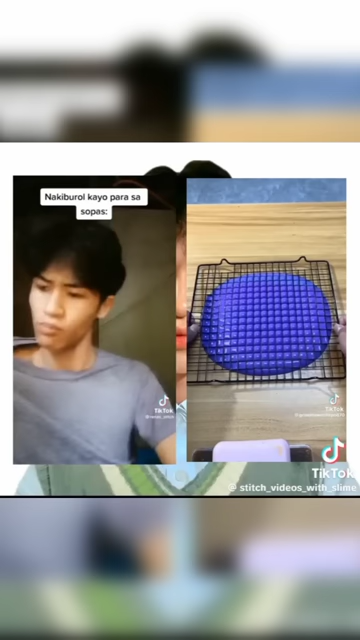 Nakiburol kayo para sa
sopas:
TikTok
TikTok
TikTok
@ stitch_videos_with_slime